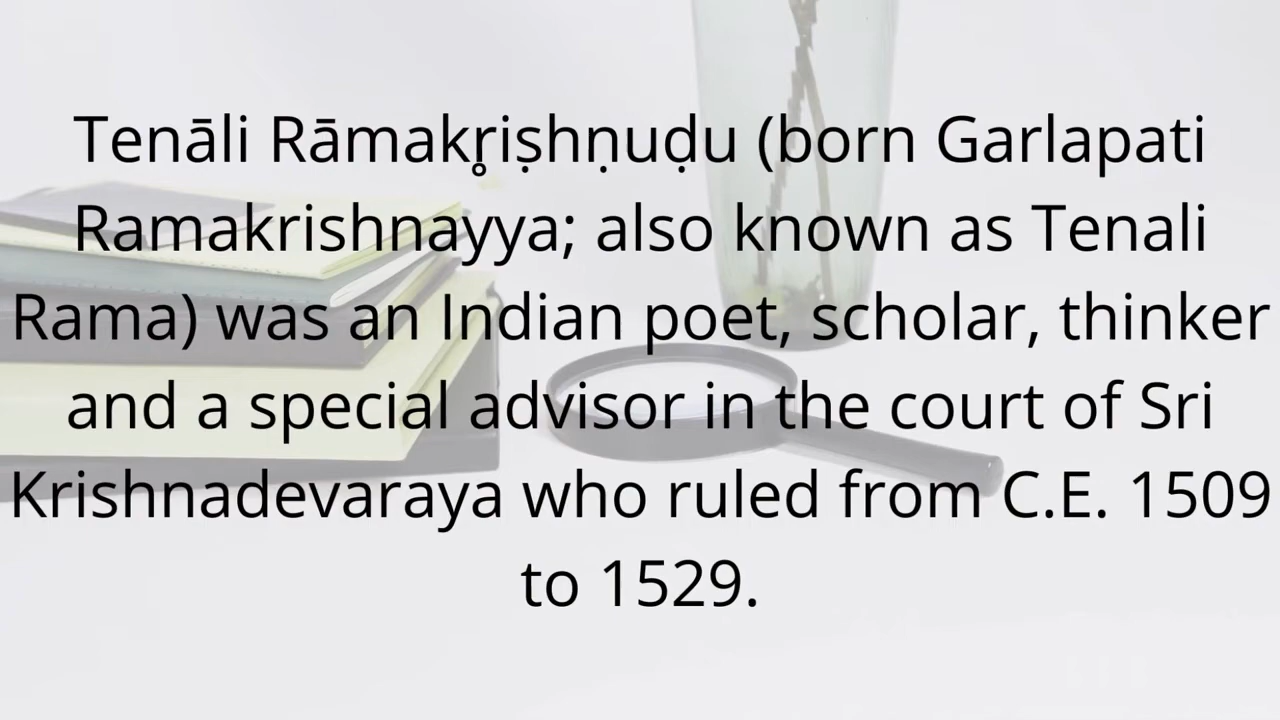 Tenāli Rāmakr̥iṣhṇuḍu (born Garlapati
Ramakrishnayya; also known as Tenali
Rama) was an Indian poet, scholar, thinker
and a special advisor in the court of Sri
Krishnadevaraya who ruled from C.E. 1509
to 1529.